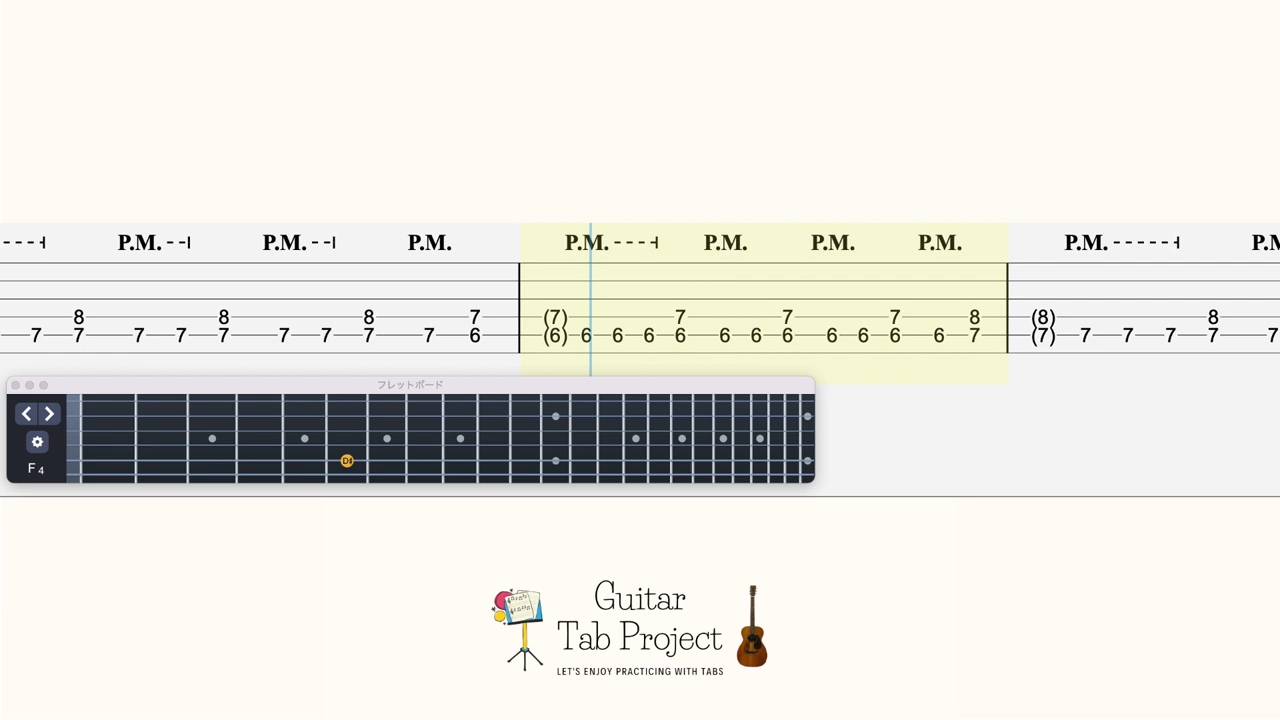 P.M. P.M. P.M. P.M. P.M. P.M. P.M. P.M.
8 8 8 7 (7) 7 7 7 8 (8) 8
7 7 7 7 7 7 7 7 7 6 (6) 6 6 6 6 6 6 6 6 6 6 6 7 (7) 7 7 7 7 7
フレットボード
F4
D♯
Guitar
Tab Project
LET'S ENJOY PRACTICING WITH TABS